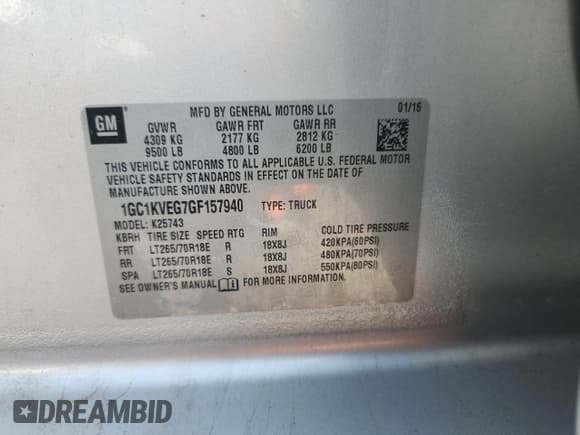 GM
MFD BY GENERAL MOTORS LLC 01/16
GVWR GAWR FRT GAWR RR
4309 KG 2177 KG 2812 KG
9500 LB 4800 LB 6200 LB
THIS VEHICLE CONFORMS TO ALL APPLICABLE U.S. FEDERAL MOTOR
VEHICLE SAFETY STANDARDS IN EFFECT ON THE DATE OF
MANUFACTURE SHOWN ABOVE.
1GC1KVEG7GF157940 TYPE: TRUCK
MODEL: K25743
KBRH TIRE SIZE SPEED RTG RIM COLD TIRE PRESSURE
FRT LT265/70R18E R 18X8J 420KPA(60PSI)
RR LT265/70R18E R 18X8J 480KPA(70PSI)
SPA LT265/70R18E S 18X8J 550KPA(80PSI)
SEE OWNER'S MANUAL FOR MORE INFORMATION.
DREAMBID